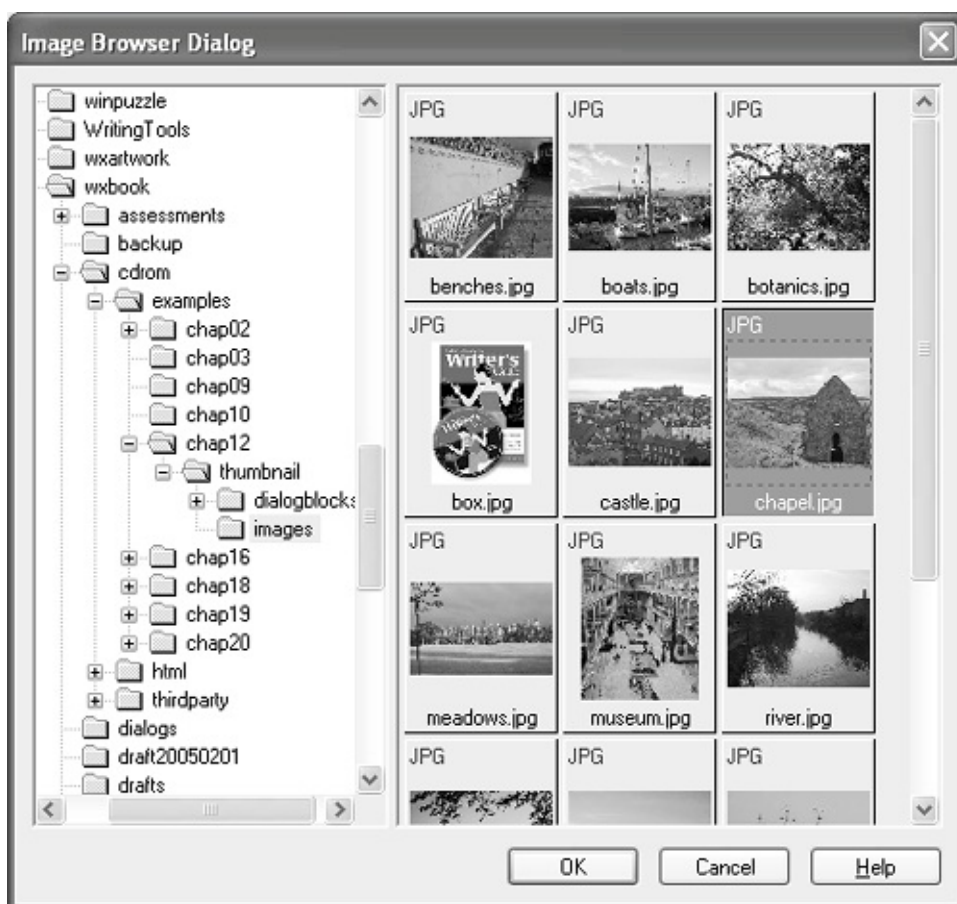 Image Browser Dialog
winpuzzle
WritingTools
wxartwork
wxbook
assessments
backup
cdrom
examples
chap02
chap03
chap09
chap10
chap12
thumbnail
dialogblocks
images
chap16
chap18
chap19
chap20
html
thirdparty
dialogs
draft20050201
drafts
JPG JPG JPG
benches.jpg boats.jpg botanics.jpg
JPG JPG JPG
Writer's
box.jpg castle.jpg chapel.jpg
JPG JPG JPG
meadows.jpg museum.jpg river.jpg
JPG JPG JPG
OK Cancel Help